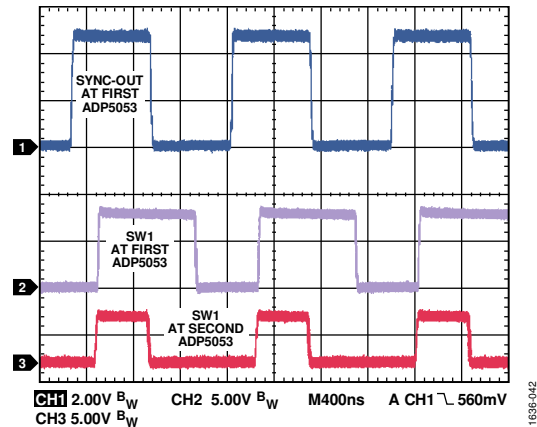 SYNC-OUT
AT FIRST
ADP5053
1
SW1
AT FIRST
ADP5053
2
SW1
AT SECOND
ADP5053
3
CH1 2.00V BW CH2 5.00V BW M400ns A CH1 560mV
CH3 5.00V BW
1636-042